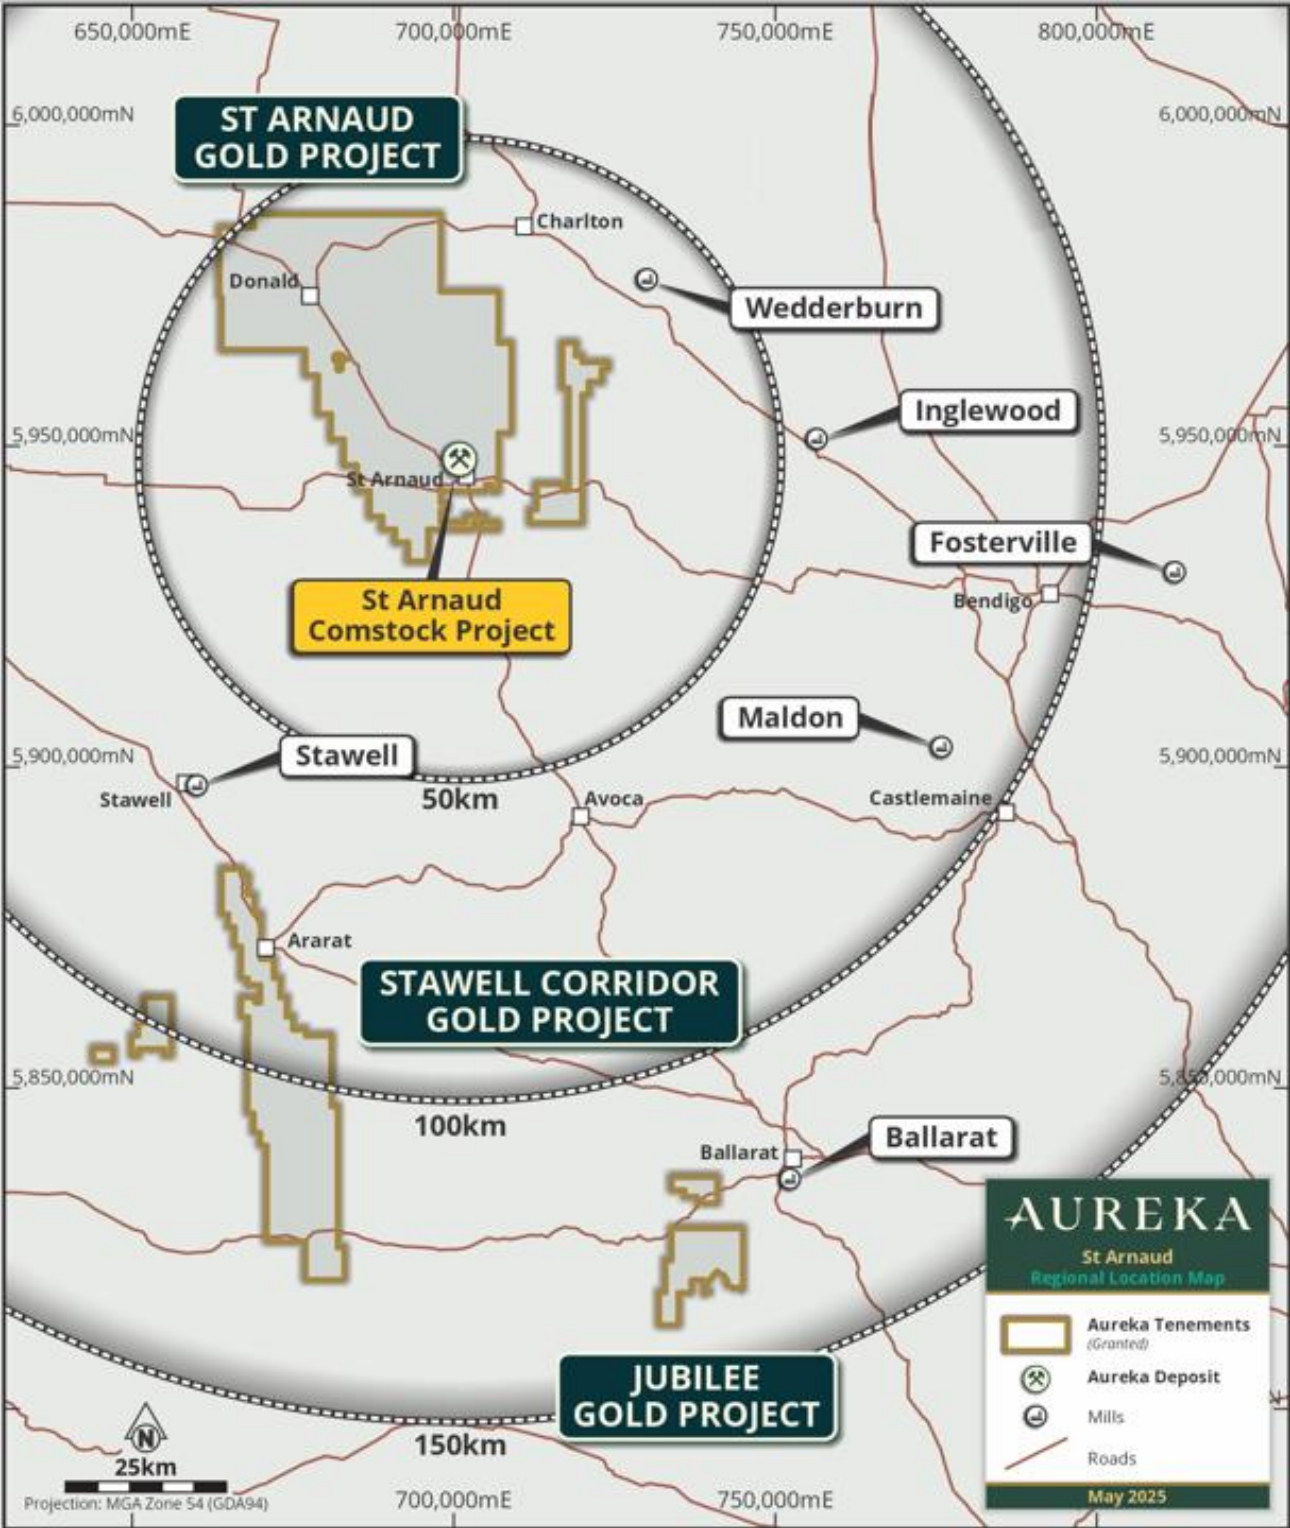 650,000mE
700,000mE
750,000mE
800,000mE
6,000,000mN
6,000,000mN
ST ARNAUD
GOLD PROJECT
Charlton
Donald
Wedderburn
Inglewood
5,950,000mN
5,950,000mN
St Arnaud
Fosterville
Bendigo
St Arnaud
Comstock Project
Maldon
Stawell
5,900,000mN
5,900,000mN
Stawell
50km
Avoca
Castlemaine
Ararat
STAWELL CORRIDOR
GOLD PROJECT
5,850,000mN
5,850,000mN
100km
Ballarat
Ballarat
JUBILEE
GOLD PROJECT
150km
N
25km
Projection: MGA Zone 54 (GDA94)
700,000mE
750,000mE
AUREKA
St Arnaud
Regional Location Map
Aureka Tenements
(Granted)
Aureka Deposit
Mills
Roads
May 2025